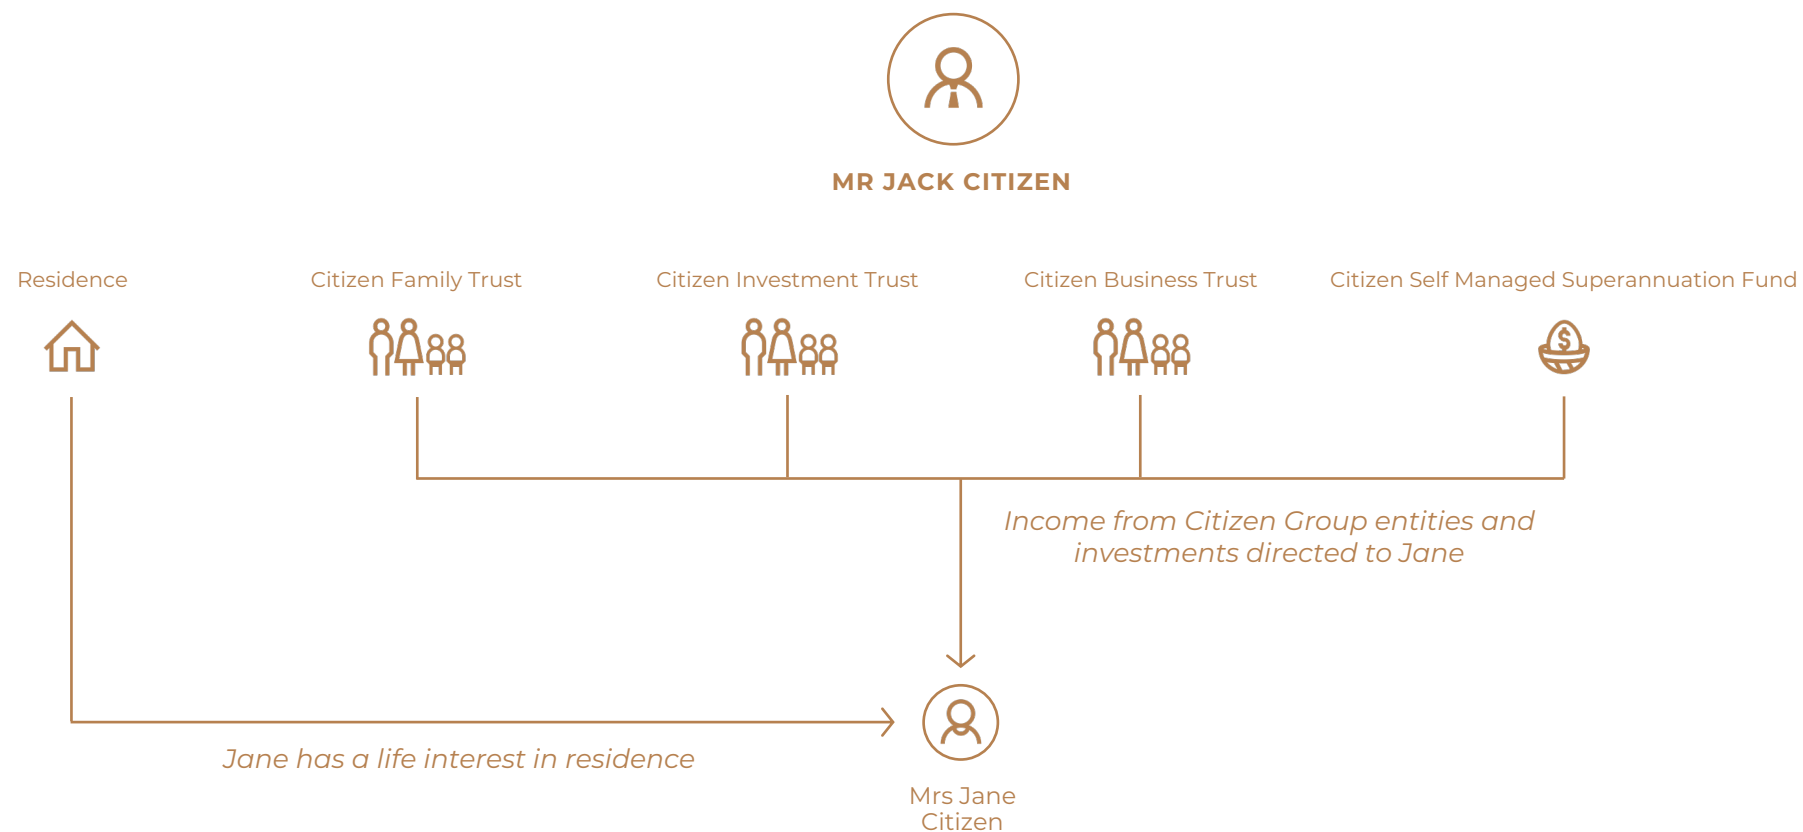 MR JACK CITIZEN
Residence
Citizen Family Trust
Citizen Investment Trust
Citizen Business Trust
Citizen Self Managed Superannuation Fund
$
Income from Citizen Group entities and
investments directed to Jane
Jane has a life interest in residence
Mrs Jane
Citizen